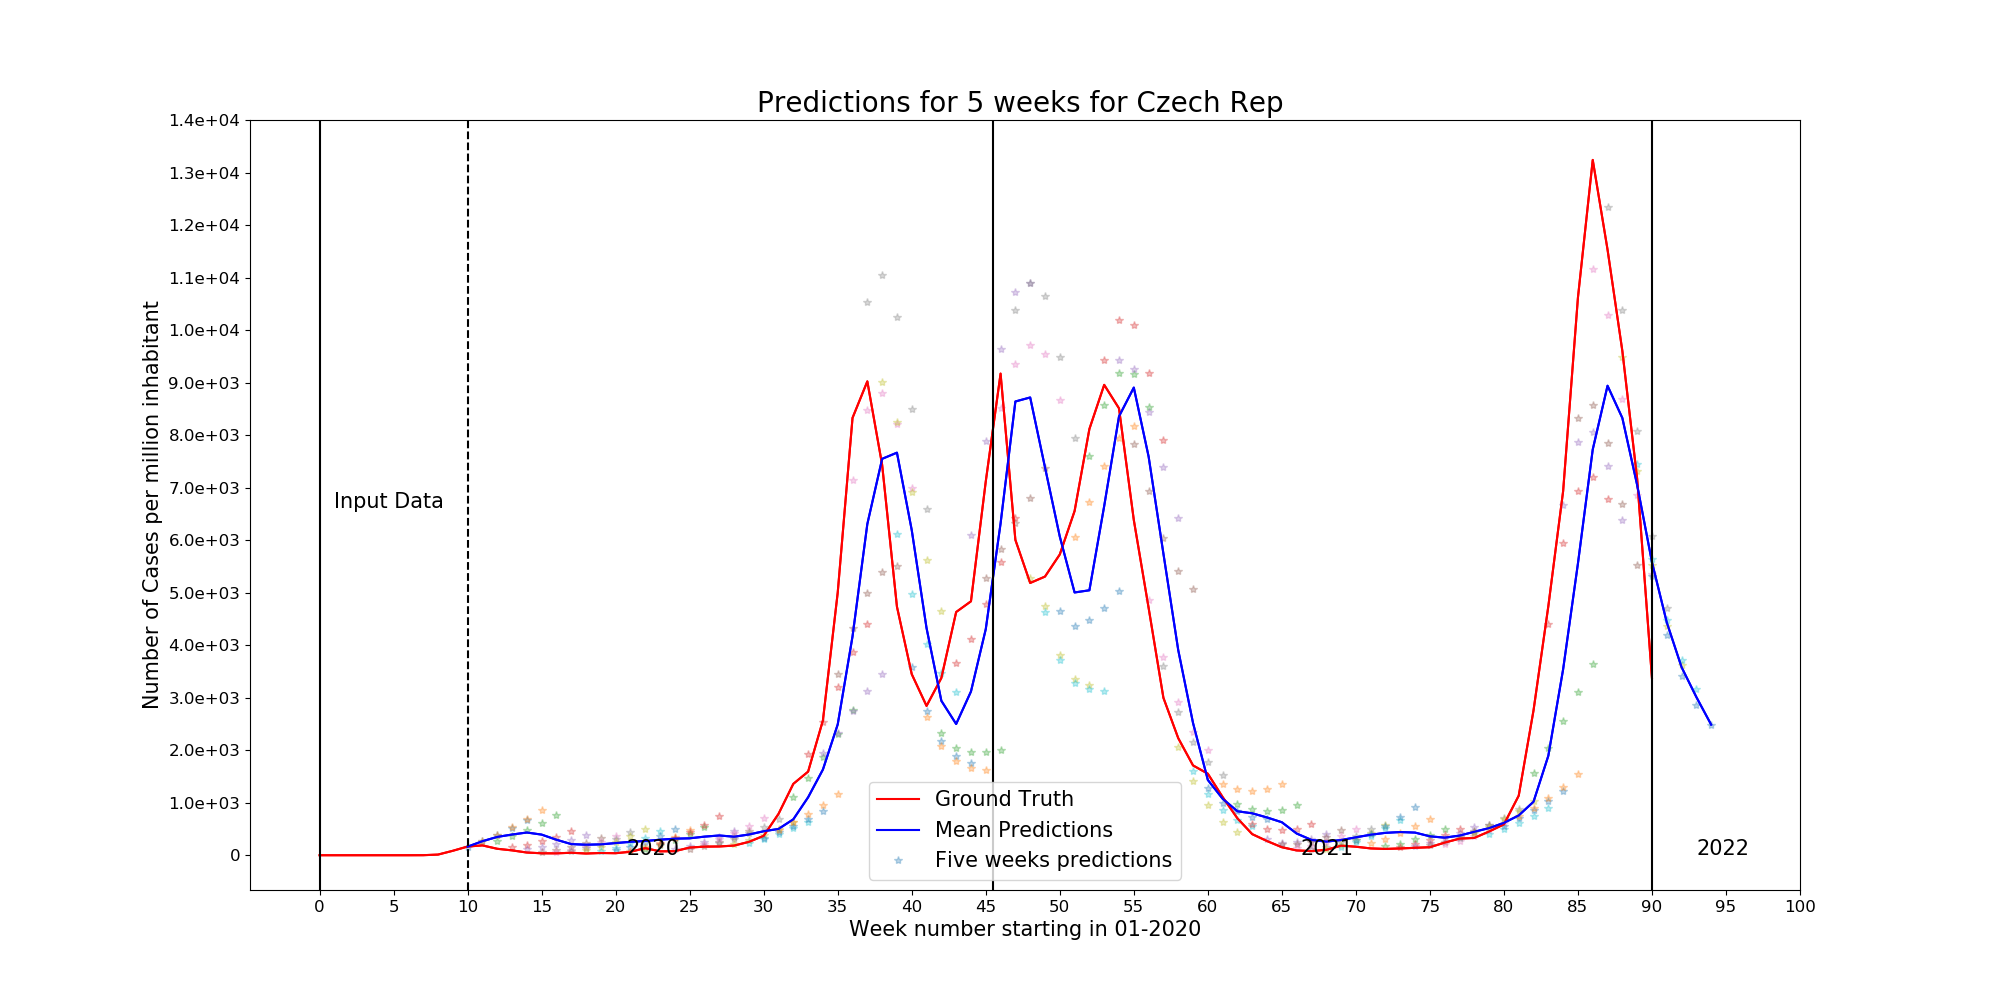 Predictions for 5 weeks for Czech Rep
Number of Cases per million inhabitant
1.4e+04
1.3e+04
1.2e+04
1.1e+04
1.0e+04
9.0e+03
8.0e+03
7.0e+03
6.0e+03
5.0e+03
4.0e+03
3.0e+03
2.0e+03
1.0e+03
0
Input Data
2020
2021
2022
Ground Truth
Mean Predictions
Five weeks predictions
0 5 10 15 20 25 30 35 40 45 50 55 60 65 70 75 80 85 90 95 100
Week number starting in 01-2020